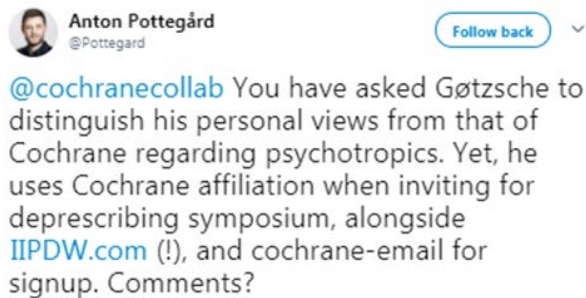 Anton Pottegård
@Pottegard
Follow back
@cochranecollab You have asked Gøtzsche to
distinguish his personal views from that of
Cochrane regarding psychotropics. Yet, he
uses Cochrane affiliation when inviting for
deprescribing symposium, alongside
IIPDW.com (!), and cochrane-email for
signup. Comments?